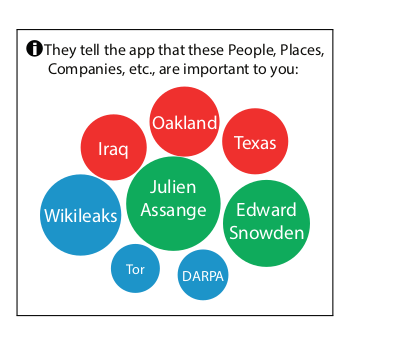 They tell the app that these People, Places,
Companies, etc., are important to you:
Oakland
Iraq
Texas
Julien
Assange
Wikileaks
Edward
Snowden
Tor
DARPA